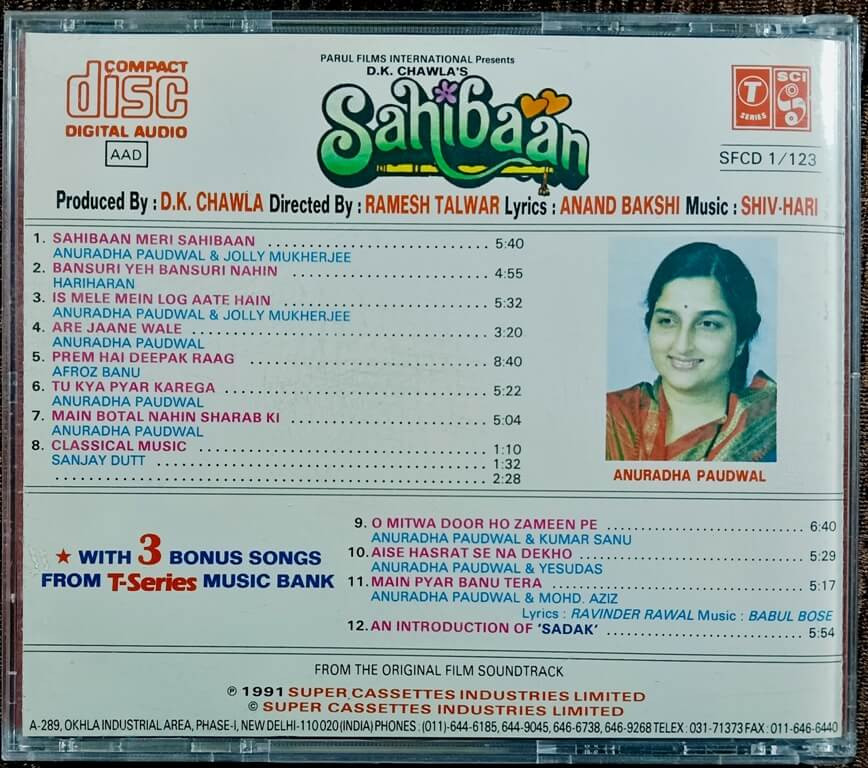 COMPACT
disc
DIGITAL AUDIO
AAD
PARUL FILMS INTERNATIONAL Presents
D.K. CHAWLA'S
Sahibaan
T
SERIES
SCI
SFCD 1/123
Produced By : D.K. CHAWLA Directed By : RAMESH TALWAR Lyrics : ANAND BAKSHI Music : SHIV-HARI
1. SAHIBAAN MERI SAHIBAAN 5:40
ANURADHA PAUDWAL & JOLLY MUKHERJEE
2. BANSURI YEH BANSURI NAHIN 4:55
HARIHARAN
3. IS MELE MEIN LOG AATE HAIN 5:32
ANURADHA PAUDWAL & JOLLY MUKHERJEE
4. ARE JAANE WALE 3:20
ANURADHA PAUDWAL
5. PREM HAI DEEPAK RAAG 8:40
AFROZ BANU
6. TU KYA PYAR KAREGA 5:22
ANURADHA PAUDWAL
7. MAIN BOTAL NAHIN SHARAB KI 5:04
ANURADHA PAUDWAL
8. CLASSICAL MUSIC 1:10
SANJAY DUTT 1:32
2:28
ANURADHA PAUDWAL
★ WITH 3 BONUS SONGS
FROM T-Series MUSIC BANK
9. O MITWA DOOR HO ZAMEEN PE 6:40
ANURADHA PAUDWAL & KUMAR SANU
10. AISE HASRAT SE NA DEKHO 5:29
ANURADHA PAUDWAL & YESUDAS
11. MAIN PYAR BANU TERA 5:17
ANURADHA PAUDWAL & MOHD. AZIZ
Lyrics : RAVINDER RAWAL Music : BABUL BOSE
12. AN INTRODUCTION OF 'SADAK' 5:54
FROM THE ORIGINAL FILM SOUNDTRACK
℗ 1991 SUPER CASSETTES INDUSTRIES LIMITED
© SUPER CASSETTES INDUSTRIES LIMITED
A-289, OKHLA INDUSTRIAL AREA, PHASE-I, NEW DELHI-110 020 (INDIA) PHONES : (011)-644-6185, 644-9045, 646-6738, 646-9268 TELEX : 031-71373 FAX : 011-646-6440